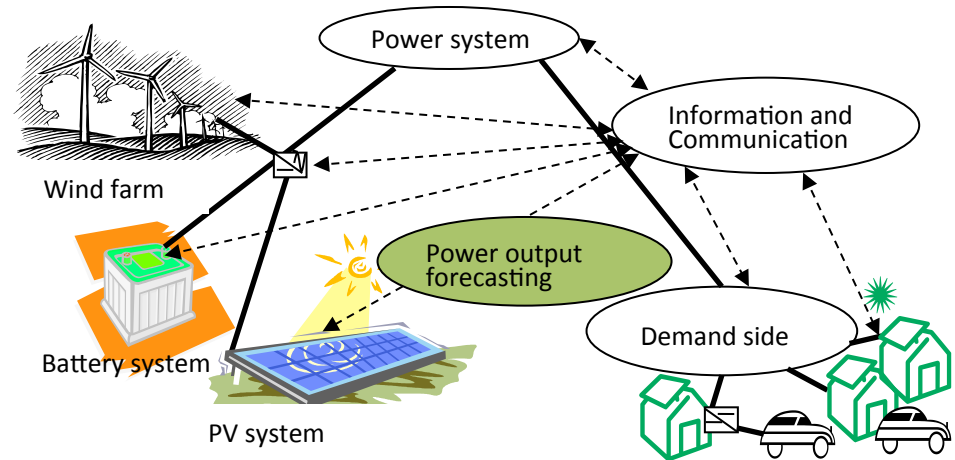 Power system
Information and
Communication
Wind farm
Power output
forecasting
Demand side
Battery system
PV system